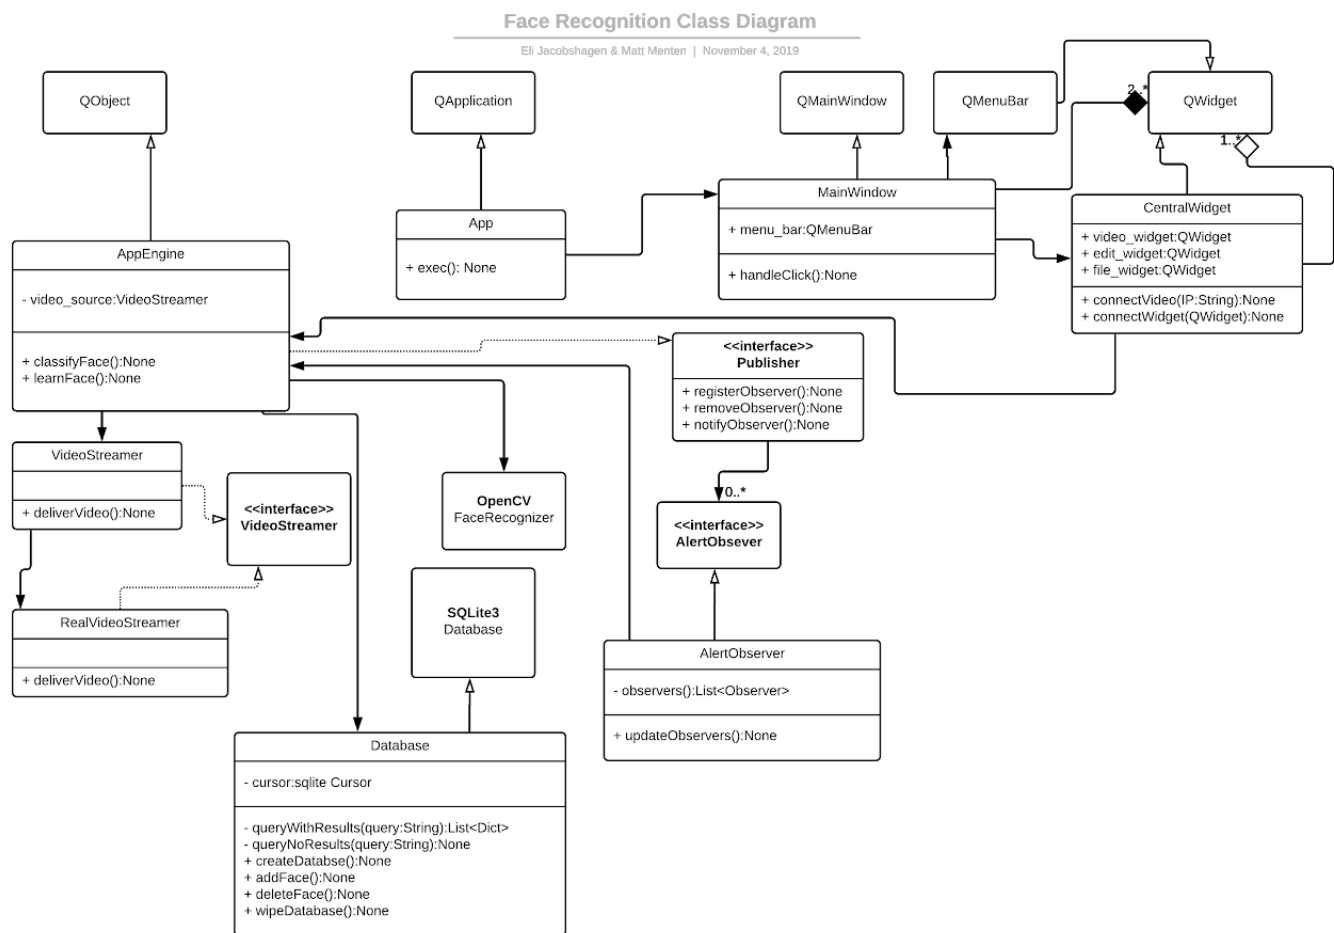 Face Recognition Class Diagram
Eli Jacobshagen & Matt Menten | November 4, 2019
QObject
QApplication
QMainWindow
QMenuBar
QWidget
2..*
1..*
MainWindow
+ menu_bar:QMenuBar
+ handleClick():None
CentralWidget
+ video_widget:QWidget
+ edit_widget:QWidget
+ file_widget:QWidget
+ connectVideo(IP:String):None
+ connectWidget(QWidget):None
App
+ exec(): None
AppEngine
- video_source:VideoStreamer
+ classifyFace():None
+ learnFace():None
<<interface>>
Publisher
+ registerObserver():None
+ removeObserver():None
+ notifyObserver():None
VideoStreamer
+ deliverVideo():None
<<interface>>
VideoStreamer
OpenCV
FaceRecognizer
0..*
<<interface>>
AlertObsever
RealVideoStreamer
+ deliverVideo():None
SQLite3
Database
AlertObserver
- observers():List<Observer>
+ updateObservers():None
Database
- cursor:sqlite Cursor
- queryWithResults(query:String):List<Dict>
- queryNoResults(query:String):None
+ createDatabse():None
+ addFace():None
+ deleteFace():None
+ wipeDatabase():None